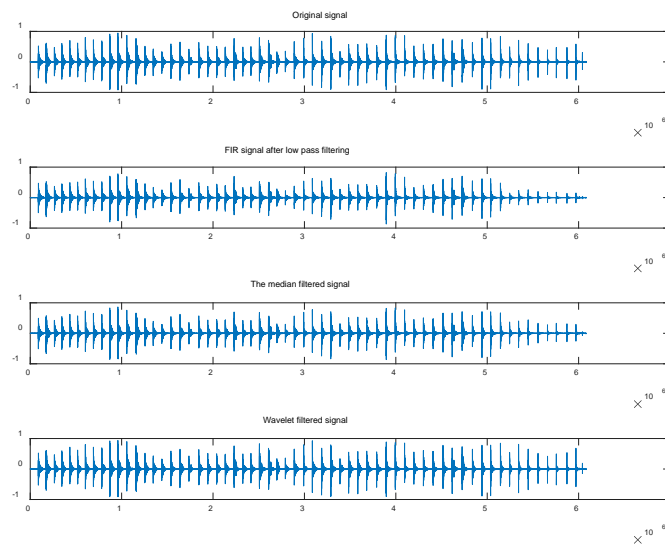 Original signal
1
0
-1
0 1 2 3 4 5 6
× 10 6
FIR signal after low pass filtering
1
0
-1
0 1 2 3 4 5 6
× 10 6
The median filtered signal
1
0
-1
0 1 2 3 4 5 6
× 10 6
Wavelet filtered signal
1
0
-1
0 1 2 3 4 5 6
× 10 6